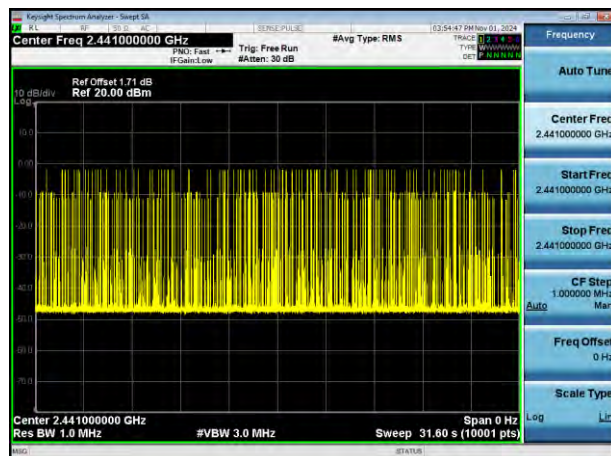 Keysight Spectrum Analyzer - Swept SA
RL RF 50 Ω AC SENSE:PULSE 03:54:47 PM Nov 01, 2024
Center Freq 2.441000000 GHz
PNO: Fast
IFGain:Low
Trig: Free Run
#Atten: 30 dB
#Avg Type: RMS
TRACE 1 2 3 4 5 6
TYPE W
DET P N N N N N
Ref Offset 1.71 dB
10 dB/div Ref 20.00 dBm
Log
10.0
0.00
-10.0
-20.0
-30.0
-40.0
-50.0
-60.0
-70.0
Center 2.441000000 GHz
Span 0 Hz
Res BW 1.0 MHz
#VBW 3.0 MHz
Sweep 31.60 s (10001 pts)
MSG
STATUS
Frequency
Auto Tune
Center Freq
2.441000000 GHz
Start Freq
2.441000000 GHz
Stop Freq
2.441000000 GHz
CF Step
1.000000 MHz
Auto Man
Freq Offset
0 Hz
Scale Type
Log Lin